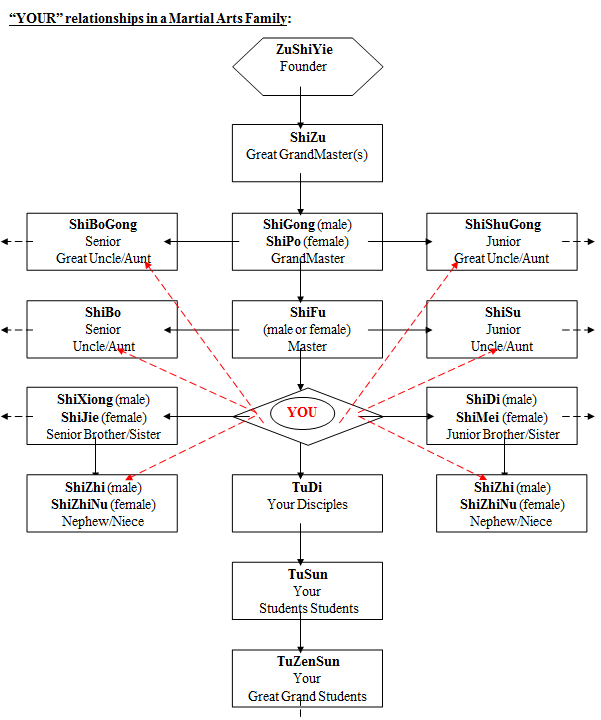 “YOUR” relationships in a Martial Arts Family:
ZuShiYie
Founder
ShiZu
Great GrandMaster(s)
ShiBoGong
Senior
Great Uncle/Aunt
ShiGong (male)
ShiPo (female)
GrandMaster
ShiShuGong
Junior
Great Uncle/Aunt
ShiBo
Senior
Uncle/Aunt
ShiFu
(male or female)
Master
ShiSu
Junior
Uncle/Aunt
ShiXiong (male)
ShiJie (female)
Senior Brother/Sister
YOU
ShiDi (male)
ShiMei (female)
Junior Brother/Sister
ShiZhi (male)
ShiZhiNu (female)
Nephew/Niece
TuDi
Your Disciples
ShiZhi (male)
ShiZhiNu (female)
Nephew/Niece
TuSun
Your
Students Students
TuZenSun
Your
Great Grand Students